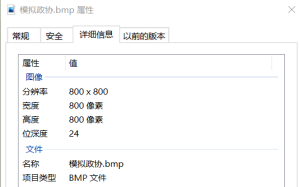 模拟政协.bmp 属性
常规 安全 详细信息 以前的版本
属性 值
图像
分辨率 800 x 800
宽度 800 像素
高度 800 像素
位深度 24
文件
名称 模拟政协.bmp
项目类型 BMP 文件